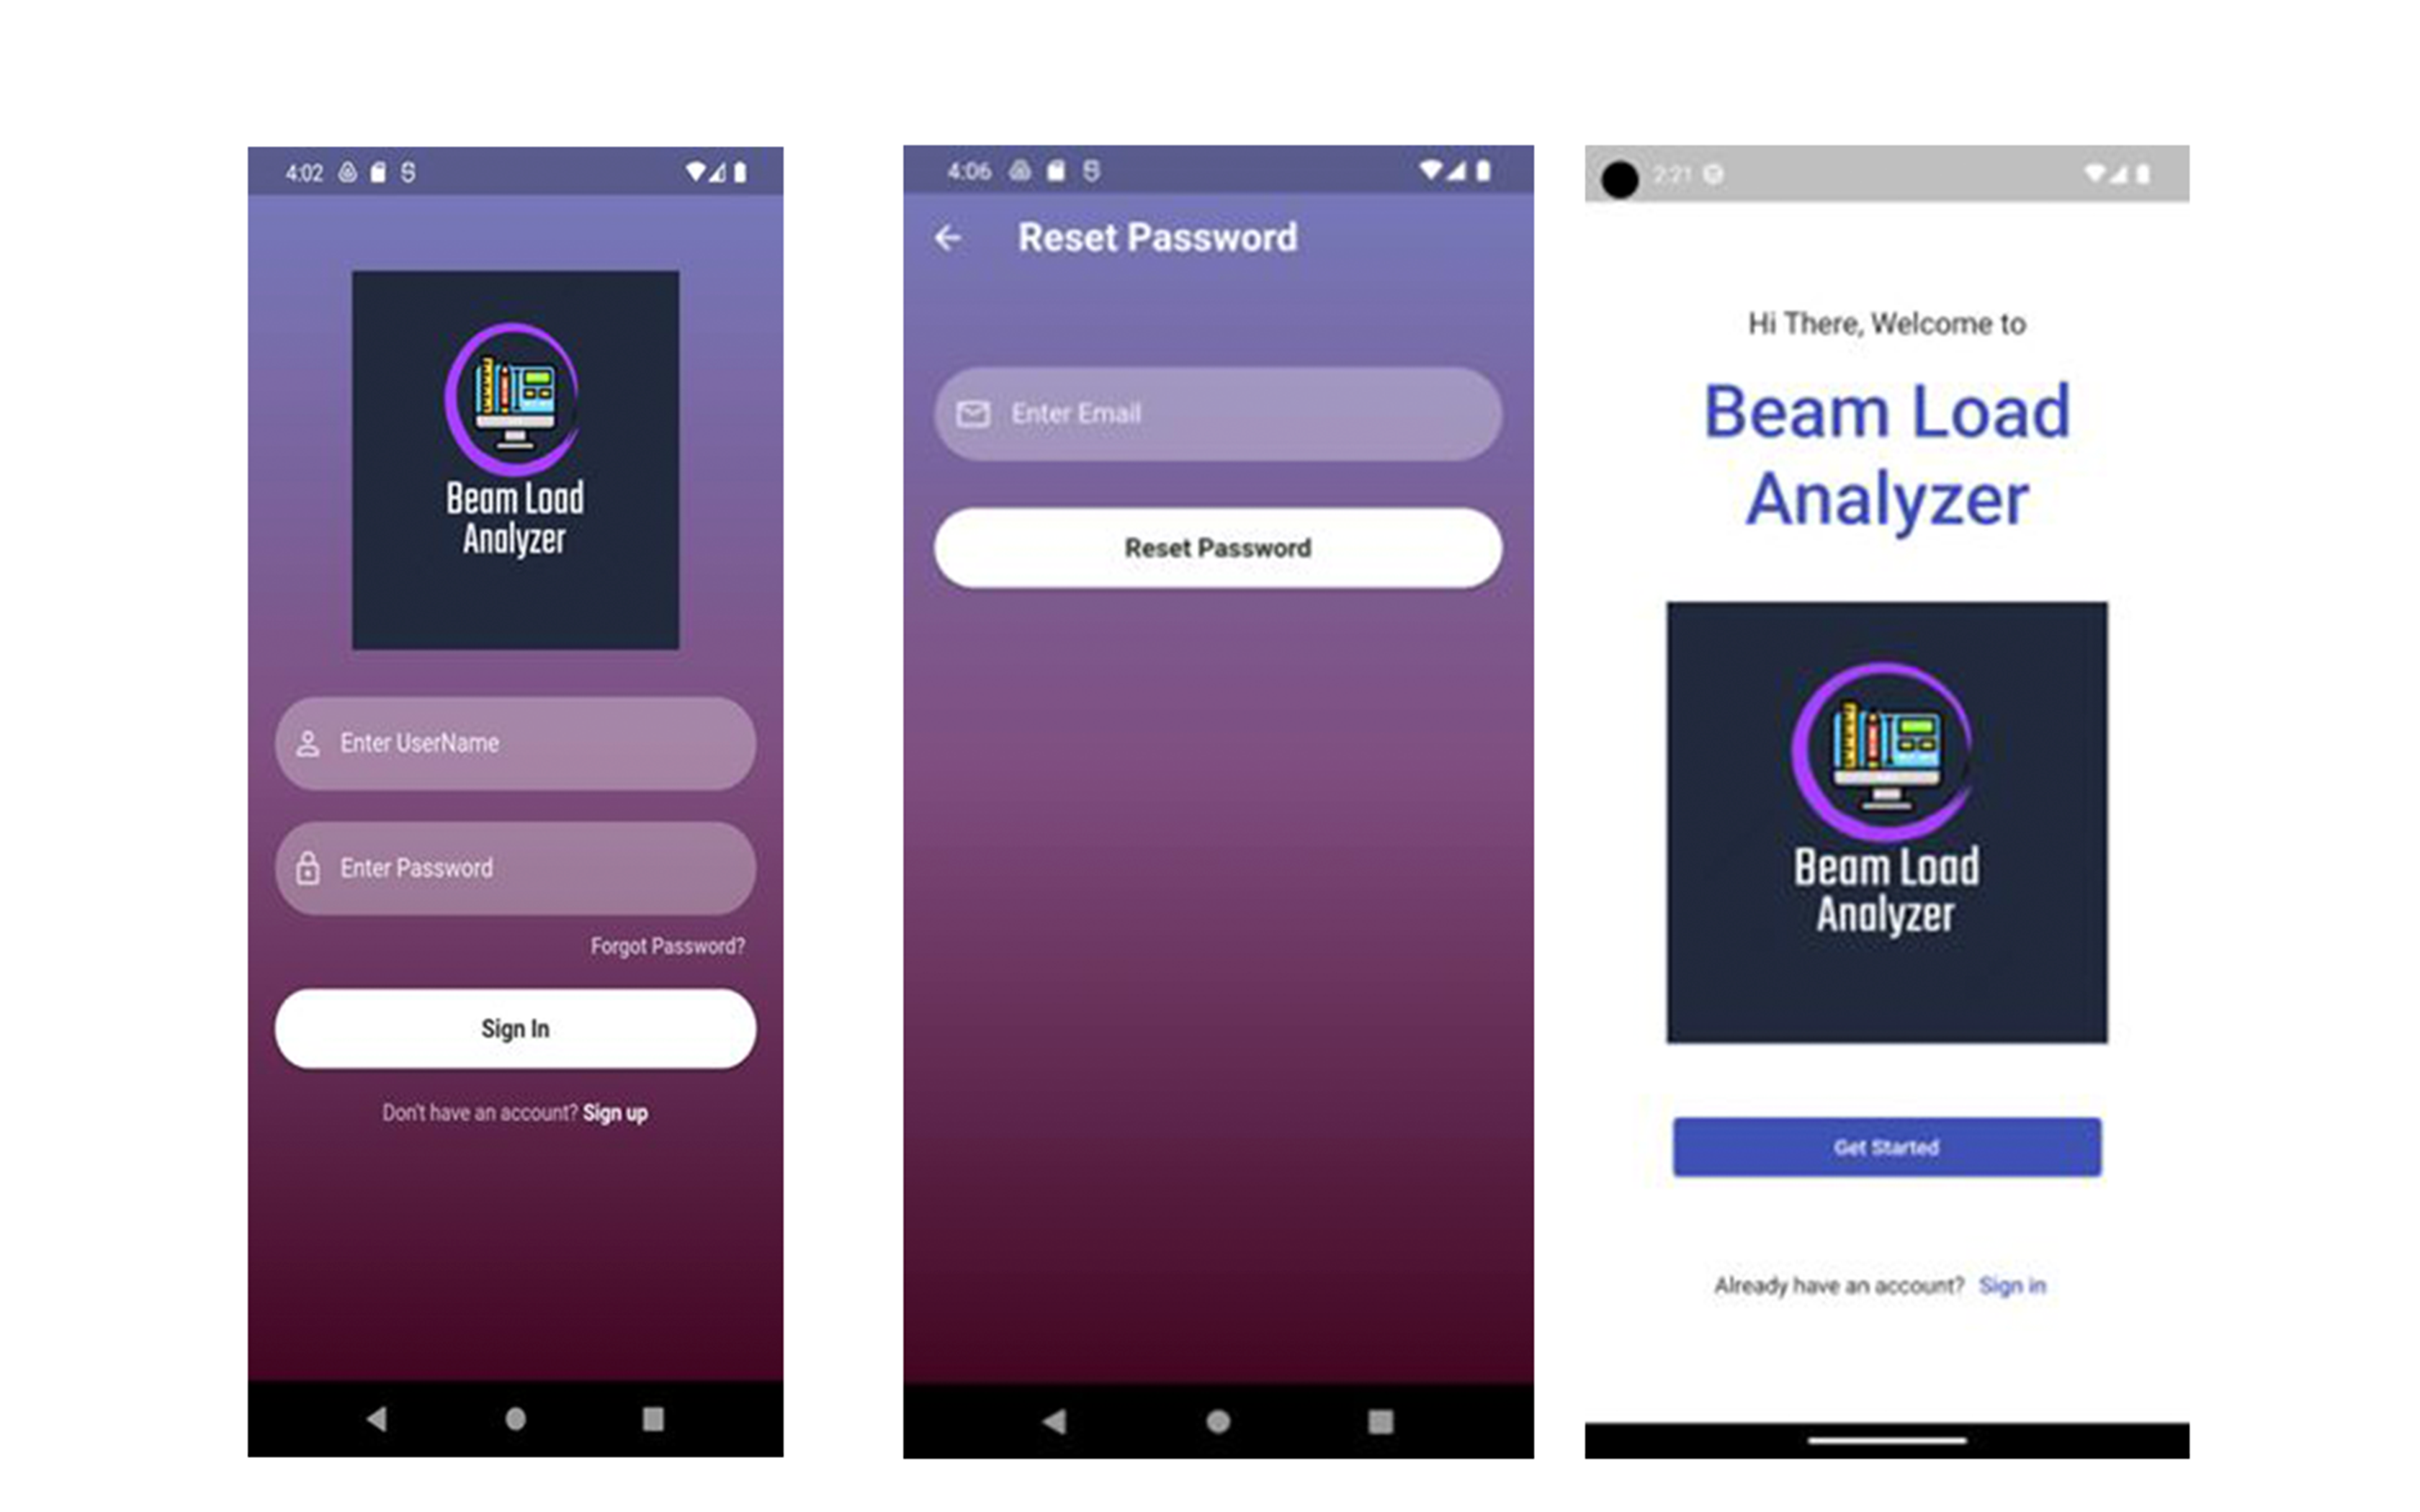 4:02
Beam Load
Analyzer
Enter UserName
Enter Password
Forgot Password?
Sign In
Don't have an account? Sign up
4:06
Reset Password
Enter Email
Reset Password
2:21
Hi There, Welcome to
Beam Load
Analyzer
Beam Load
Analyzer
Get Started
Already have an account? Sign in